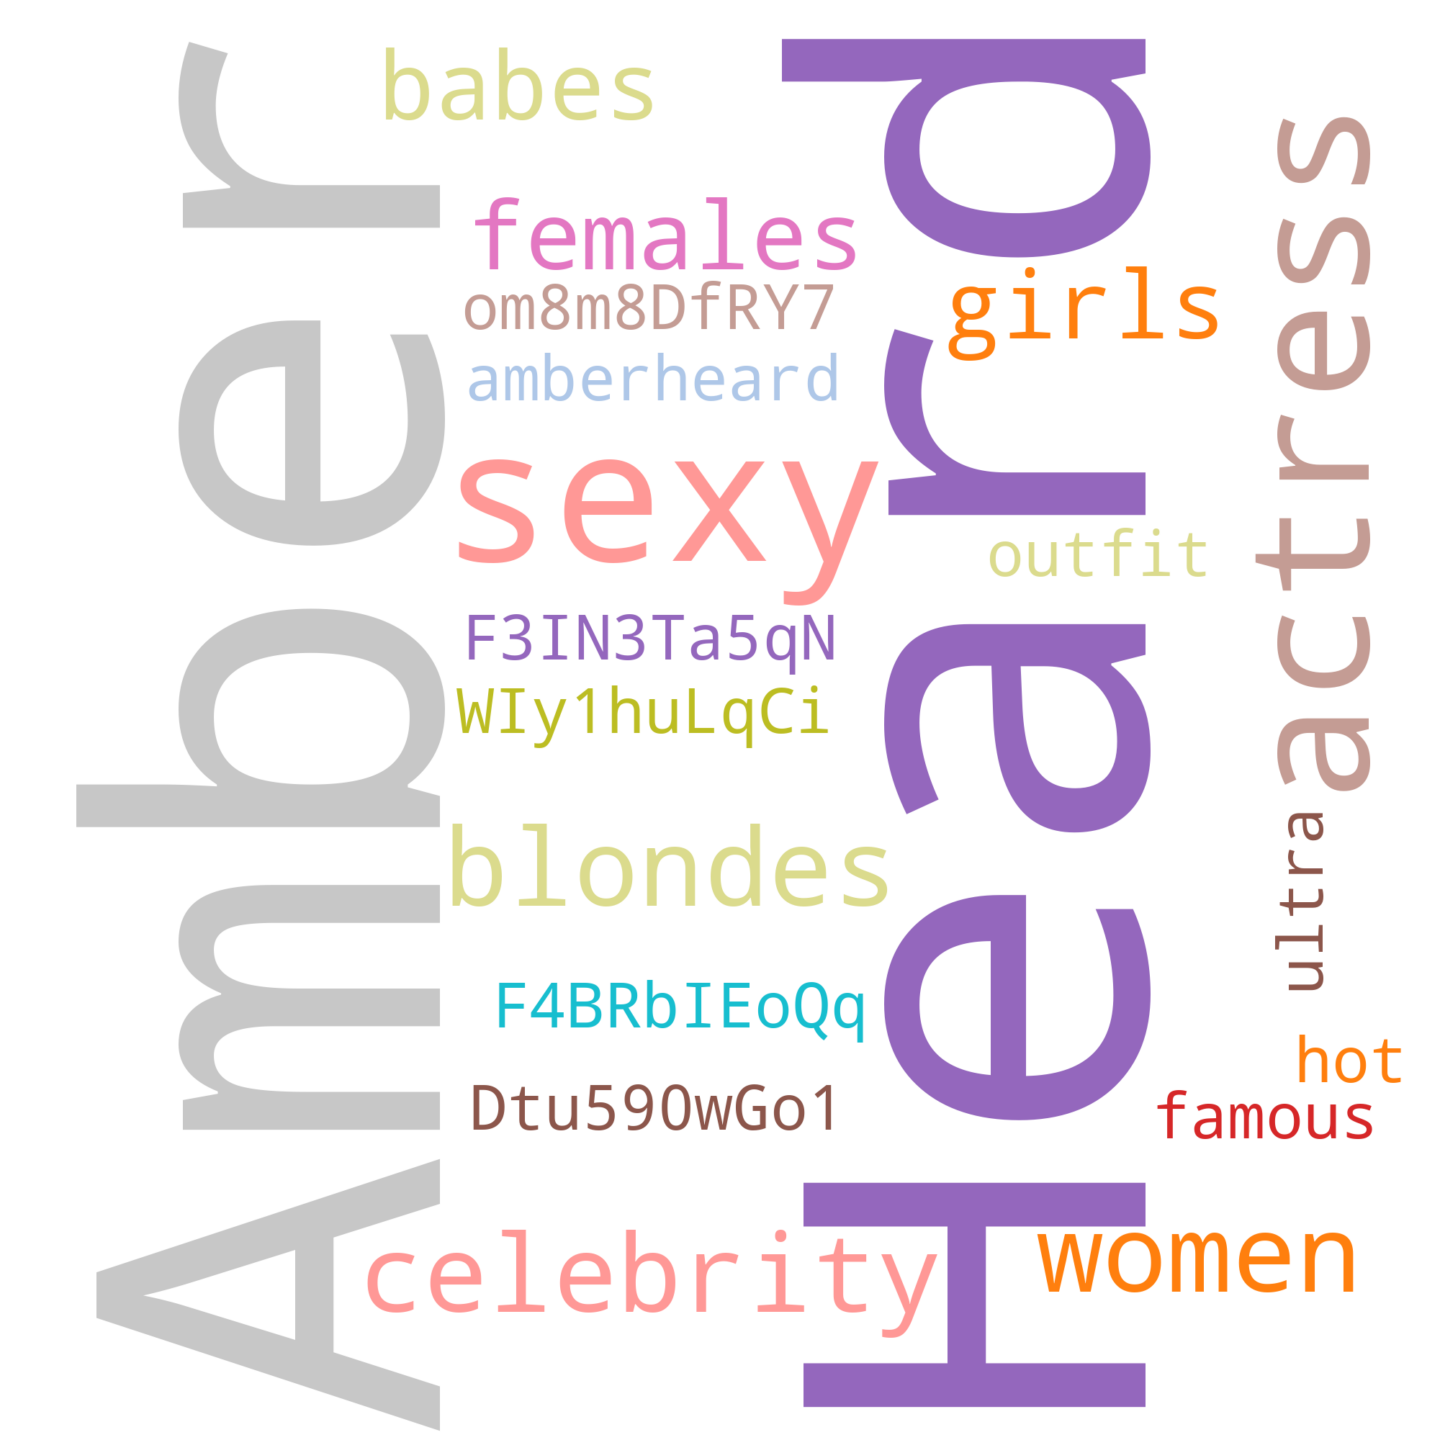 Amber
babes
females
om8m8DfRY7
amberheard
sexy
F3IN3Ta5qN
WIy1huLqCi
blondes
F4BRbIEoQq
Dtu590wGo1
celebrity
Heard
girls
outfit
actress
ultra
hot
famous
women